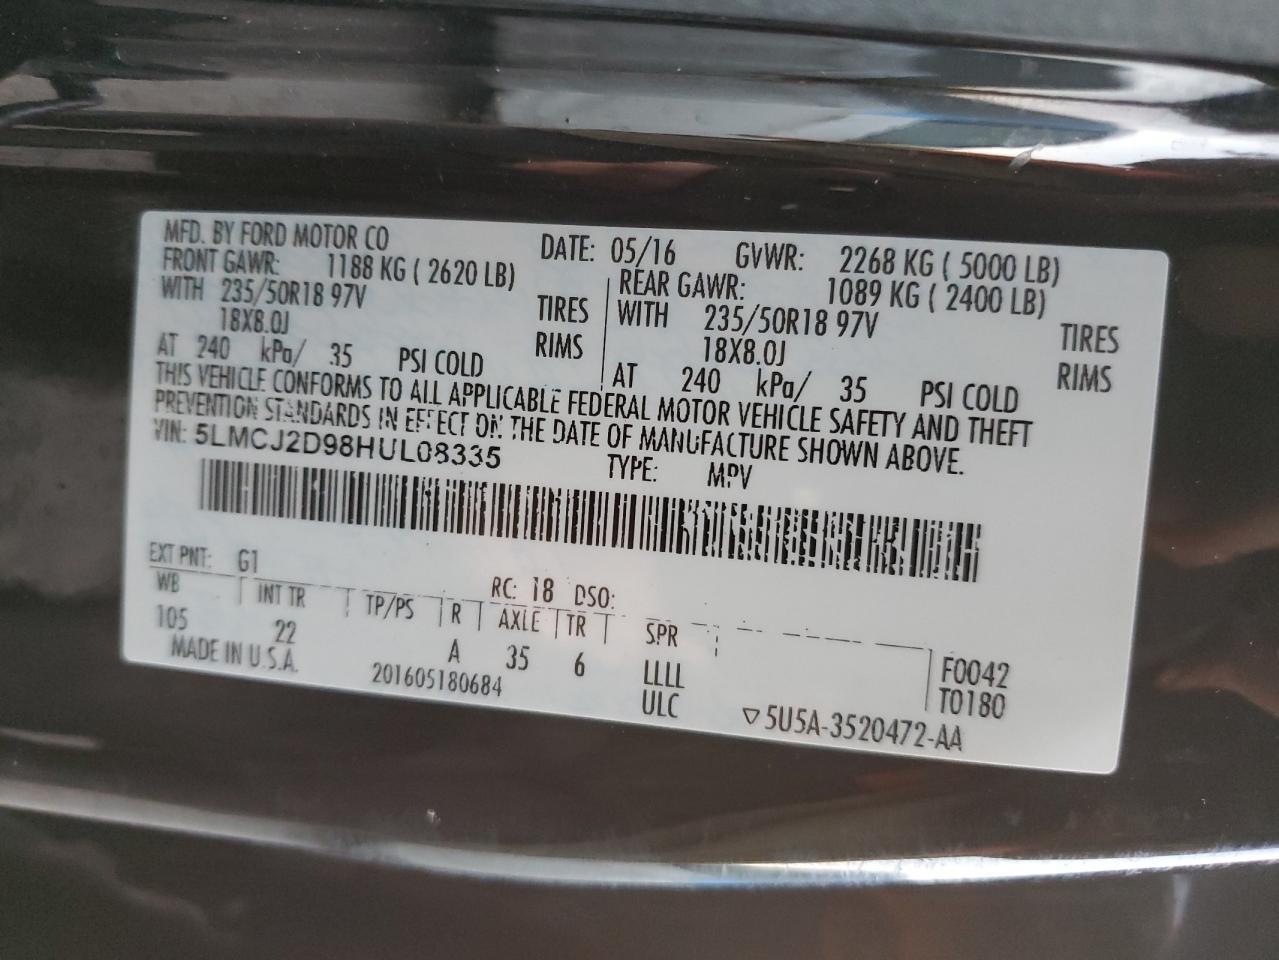 MFD. BY FORD MOTOR CO DATE: 05/16 GVWR: 2268 KG ( 5000 LB)
FRONT GAWR: 1188 KG ( 2620 LB) REAR GAWR: 1089 KG ( 2400 LB)
WITH 235/50R18 97V TIRES WITH 235/50R18 97V TIRES
18X8.0J RIMS 18X8.0J RIMS
AT 240 kPa/ 35 PSI COLD AT 240 kPa/ 35 PSI COLD
THIS VEHICLE CONFORMS TO ALL APPLICABLE FEDERAL MOTOR VEHICLE SAFETY AND THEFT
PREVENTION STANDARDS IN EFFECT ON THE DATE OF MANUFACTURE SHOWN ABOVE.
VIN: 5LMCJ2D98HUL08335 TYPE: MPV
EXT PNT: G1 RC: 18 DSO:
WB INT TR TP/PS R AXLE TR SPR
105 22 A 35 6 LLLL F0042
MADE IN U.S.A. 201605180684 ULC T0180
▽5U5A-3520472-AA